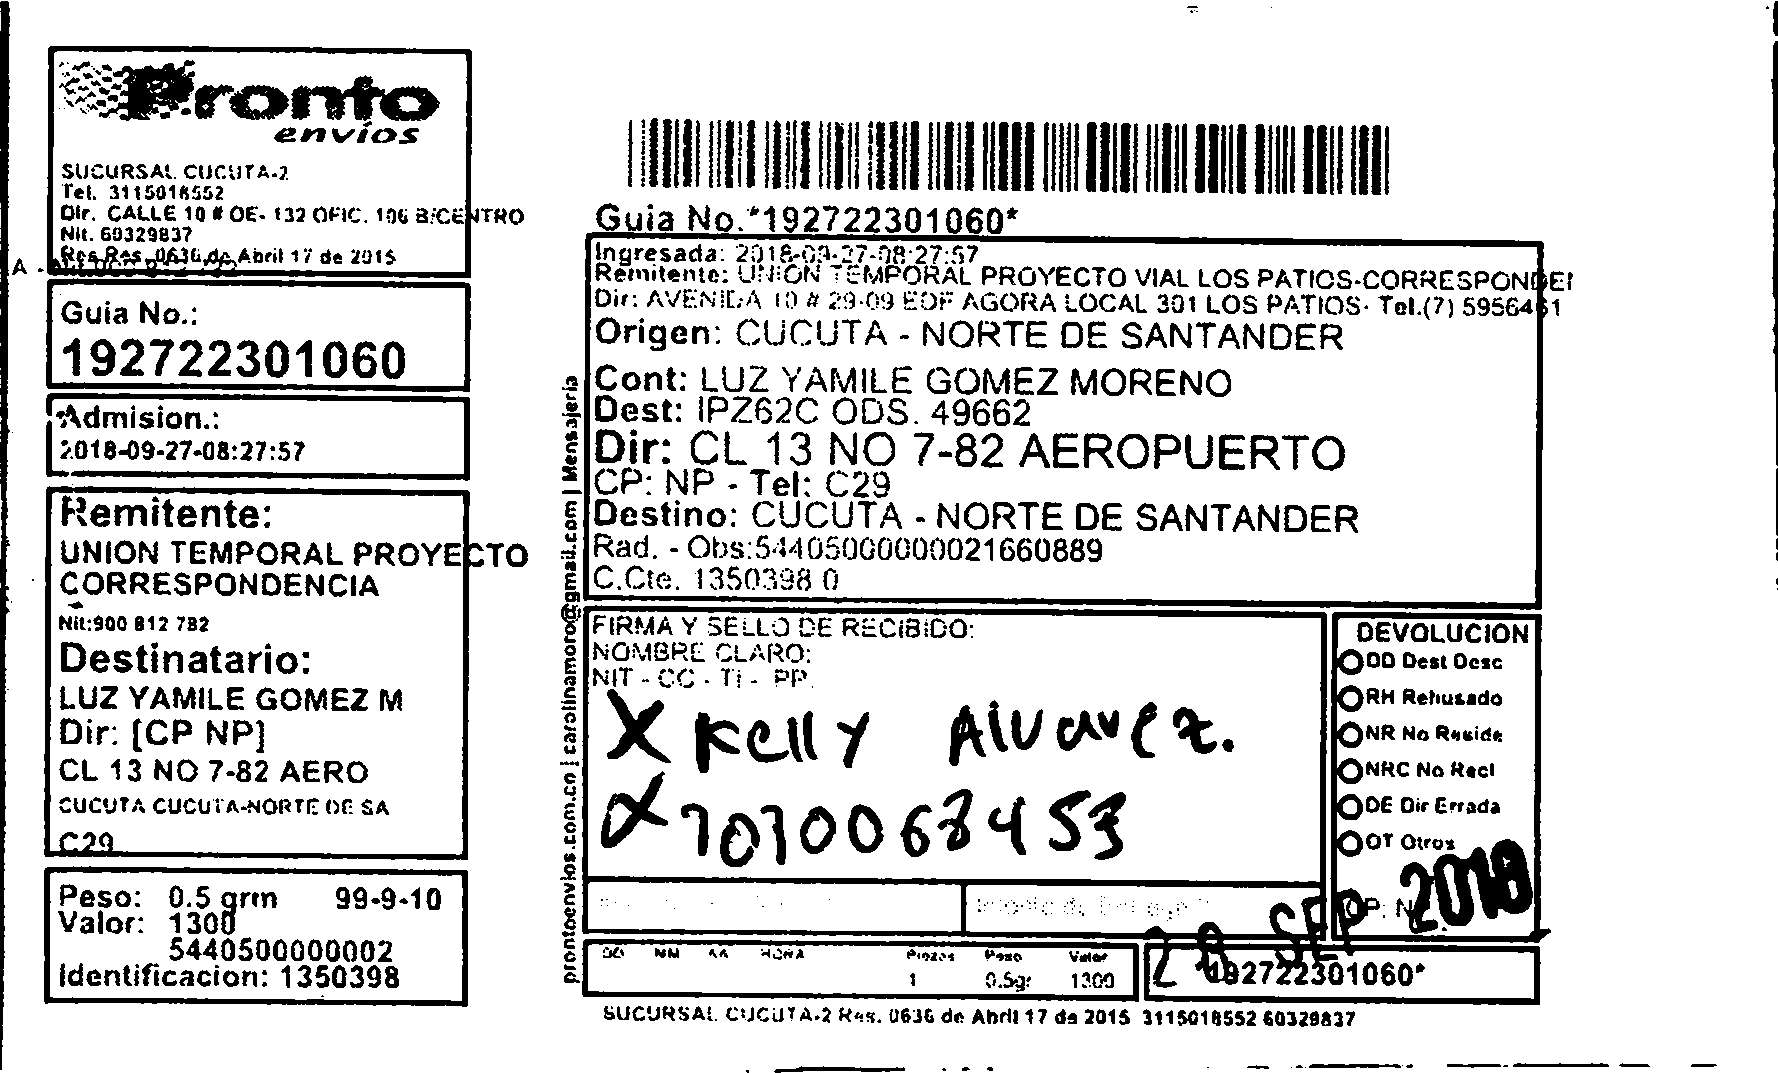 Pronto
envíos
SUCURSAL CUCUTA-2
Tel. 3115018552
Dir. CALLE 10 # OE- 132 OFIC. 106 B/CENTRO
Nit. 60329837
Res Res. 0636 de Abril 17 de 2015
Guia No.:
192722301060
Admision.:
2018-09-27-08:27:57
Remitente:
UNION TEMPORAL PROYECTO
CORRESPONDENCIA
Nit:900 812 782
Destinatario:
LUZ YAMILE GOMEZ M
Dir: [CP NP]
CL 13 NO 7-82 AERO
CUCUTA CUCUTA-NORTE DE SA
C29
Peso: 0.5 grm 99-9-10
Valor: 1300
5440500000002
Identificacion: 1350398
prontoenvios.com.co | carolinamoro@gmail.com | Mensajeria
Guia No.*192722301060*
Ingresada: 2018-09-27-08:27:57
Remitente: UNION TEMPORAL PROYECTO VIAL LOS PATIOS-CORRESPONDEN
Dir: AVENIDA 10 # 29-09 EDF AGORA LOCAL 301 LOS PATIOS- Tel.(7) 5956461
Origen: CUCUTA - NORTE DE SANTANDER
Cont: LUZ YAMILE GOMEZ MORENO
Dest: IPZ62C ODS. 49662
Dir: CL 13 NO 7-82 AEROPUERTO
CP: NP - Tel: C29
Destino: CUCUTA - NORTE DE SANTANDER
Rad. - Obs:54405000000021660889
C.Cte. 1350398 0
FIRMA Y SELLO DE RECIBIDO:
NOMBRE CLARO:
NIT - CC - TI - PP.
X Kelly Alvarez.
X 1010068453
DEVOLUCION
DD Dest Desc
RH Rehusado
NR No Reside
NRC No Recl
DE Dir Errada
OT Otros
28 SEP 2018
DD MM AA HORA
Piezas Peso Valor
1 0.5gr 1300
192722301060*
SUCURSAL CUCUTA-2 Res. 0636 de Abril 17 de 2015 3115018552 60329837